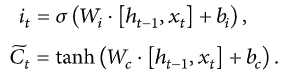 i_t = σ (W_i · [h_{t−1}, x_t] + b_i) ,
C̃_t = tanh (W_c · [h_{t−1}, x_t] + b_c) .